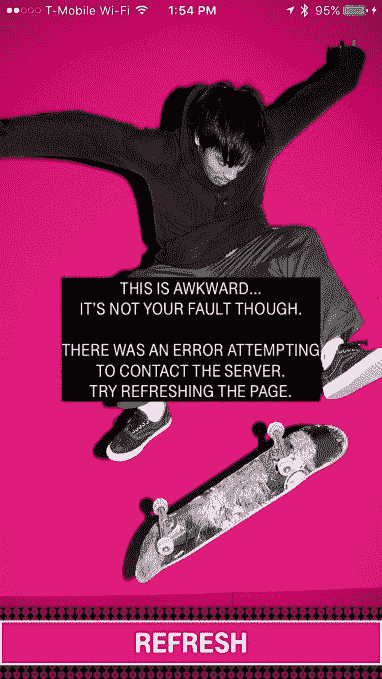 T-Mobile Wi-Fi 1:54 PM 95%
THIS IS AWKWARD...
IT'S NOT YOUR FAULT THOUGH.
THERE WAS AN ERROR ATTEMPTING
TO CONTACT THE SERVER.
TRY REFRESHING THE PAGE.
REFRESH